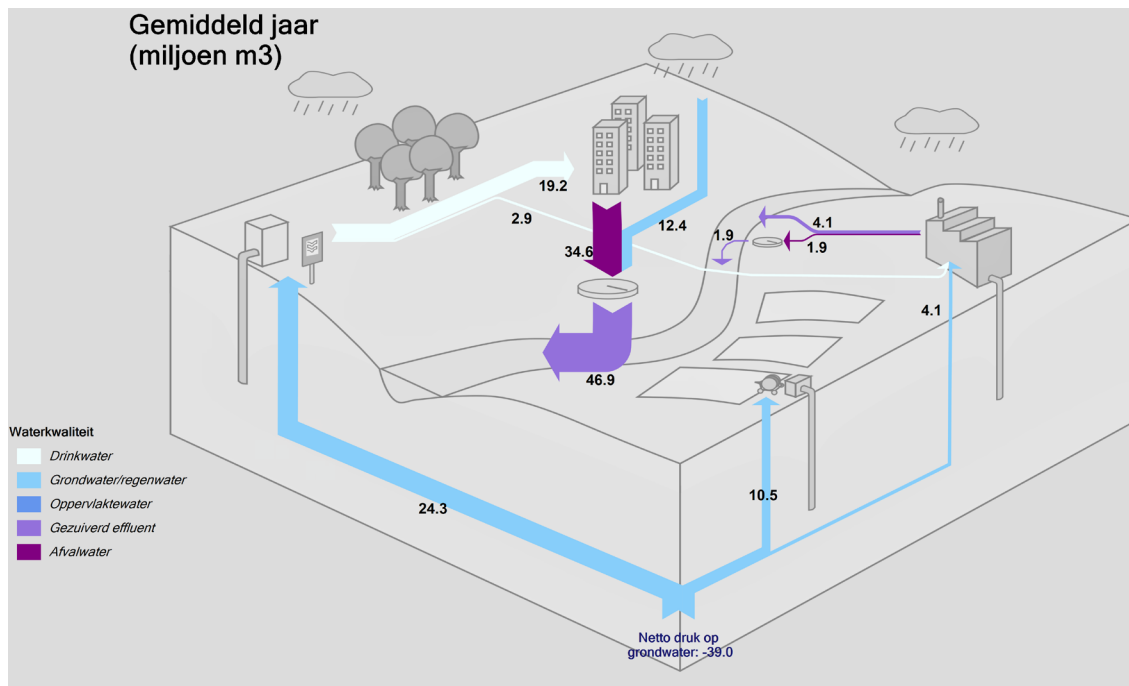 Gemiddeld jaar
(miljoen m3)
19.2
2.9
12.4
34.6
1.9
4.1
1.9
4.1
46.9
10.5
24.3
Waterkwaliteit
Drinkwater
Grondwater/regenwater
Oppervlaktewater
Gezuiverd effluent
Afvalwater
Netto druk op
grondwater: -39.0